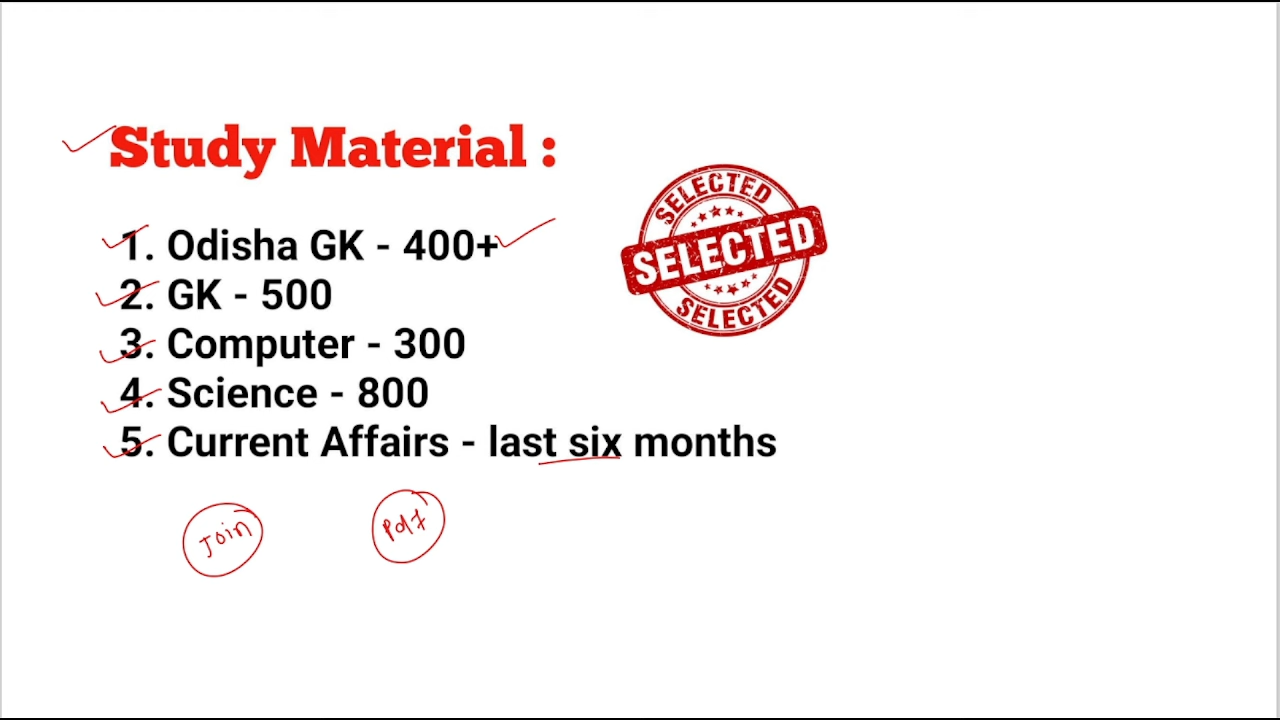 Study Material :
SELECTED
SELECTED
SELECTED
1. Odisha GK - 400+
2. GK - 500
3. Computer - 300
4. Science - 800
5. Current Affairs - last six months
Join
Pdf